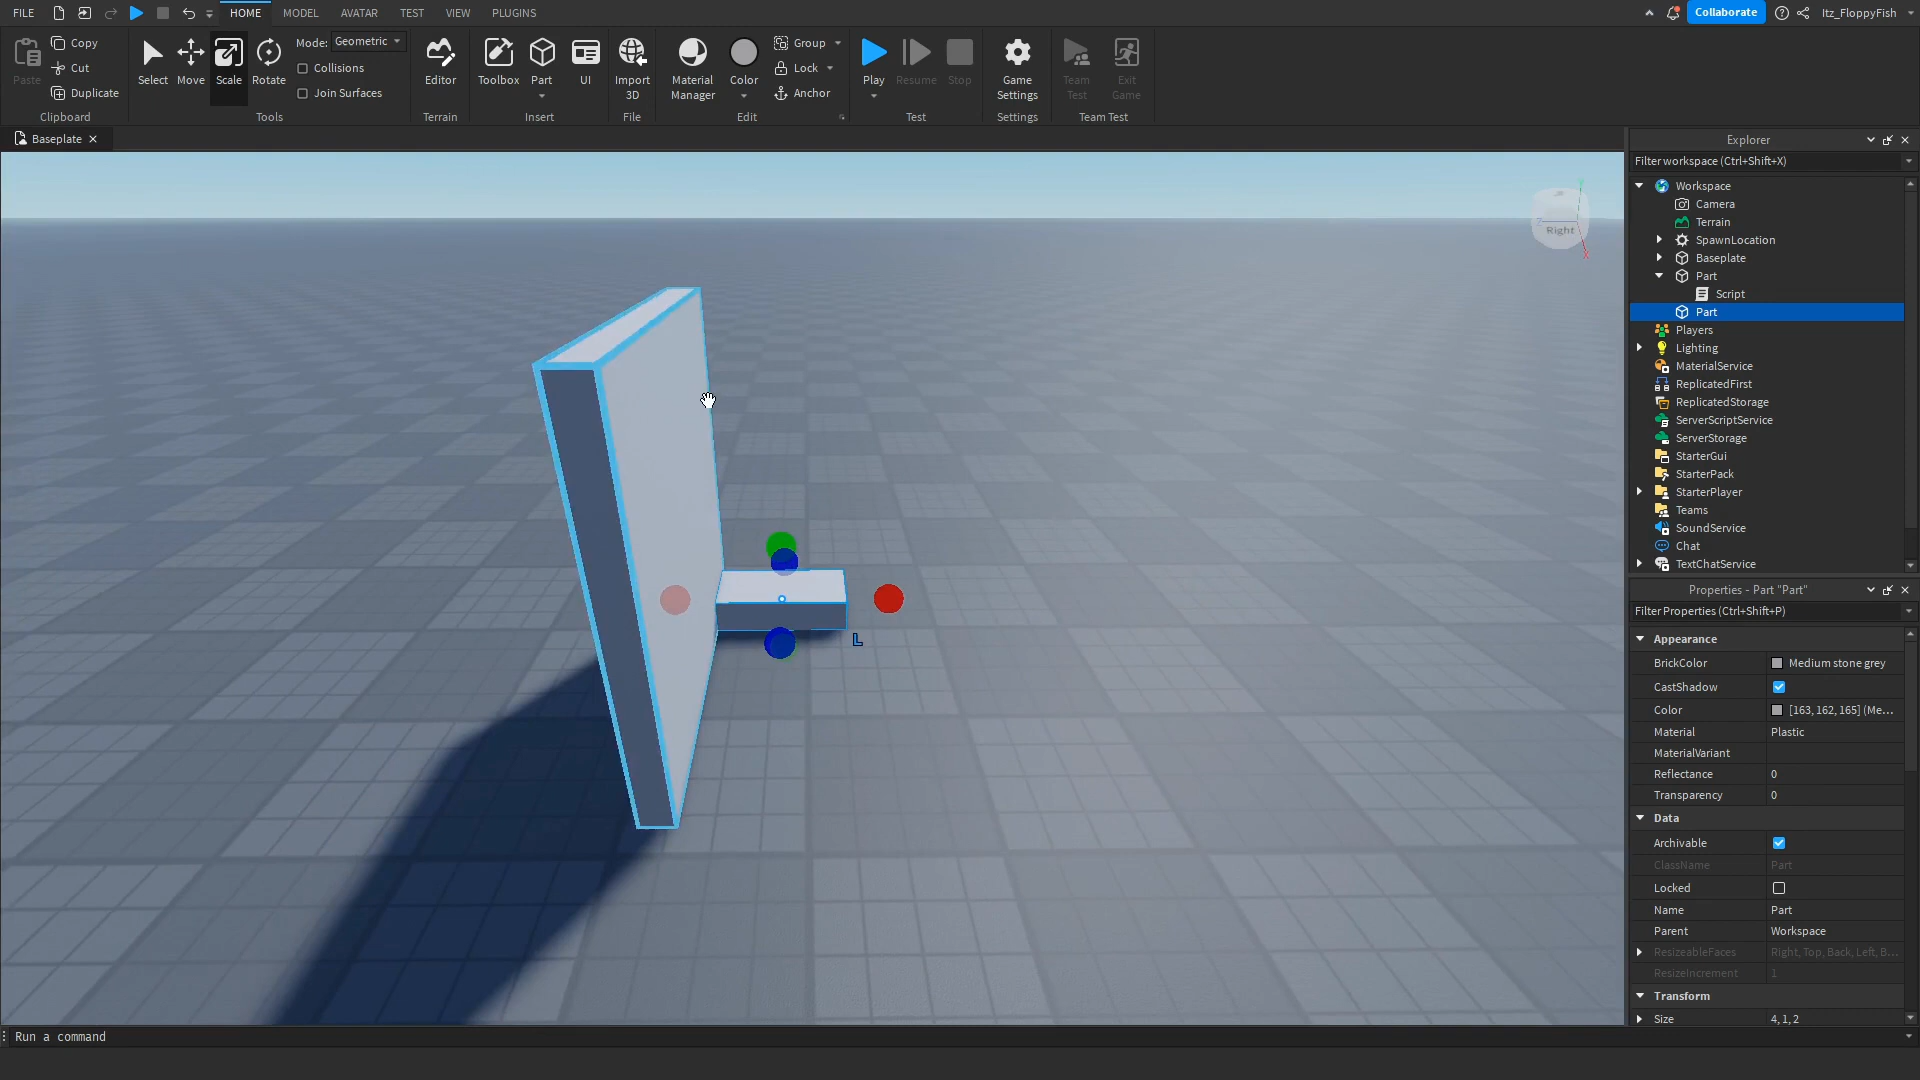 FILE HOME MODEL AVATAR TEST VIEW PLUGINS Collaborate Itz_FloppyFish
Paste Copy Cut Duplicate Clipboard
Select Move Scale Rotate Mode: Geometric Collisions Join Surfaces Tools
Editor Terrain
Toolbox Part UI Insert
Import 3D File
Material Manager Color Group Lock Anchor Edit
Play Resume Stop Test
Game Settings Settings
Team Test Exit Game Team Test
Baseplate
Right
Z
X
L
Explorer
Filter workspace (Ctrl+Shift+X)
Workspace
Camera
Terrain
SpawnLocation
Baseplate
Part
Script
Part
Players
Lighting
MaterialService
ReplicatedFirst
ReplicatedStorage
ServerScriptService
ServerStorage
StarterGui
StarterPack
StarterPlayer
Teams
SoundService
Chat
TextChatService
Properties - Part "Part"
Filter Properties (Ctrl+Shift+P)
Appearance
BrickColor Medium stone grey
CastShadow
Color [163, 162, 165] (Me...
Material Plastic
MaterialVariant
Reflectance 0
Transparency 0
Data
Archivable
ClassName Part
Locked
Name Part
Parent Workspace
ResizeableFaces Right, Top, Back, Left, B...
ResizeIncrement 1
Transform
Size 4, 1, 2
Run a command